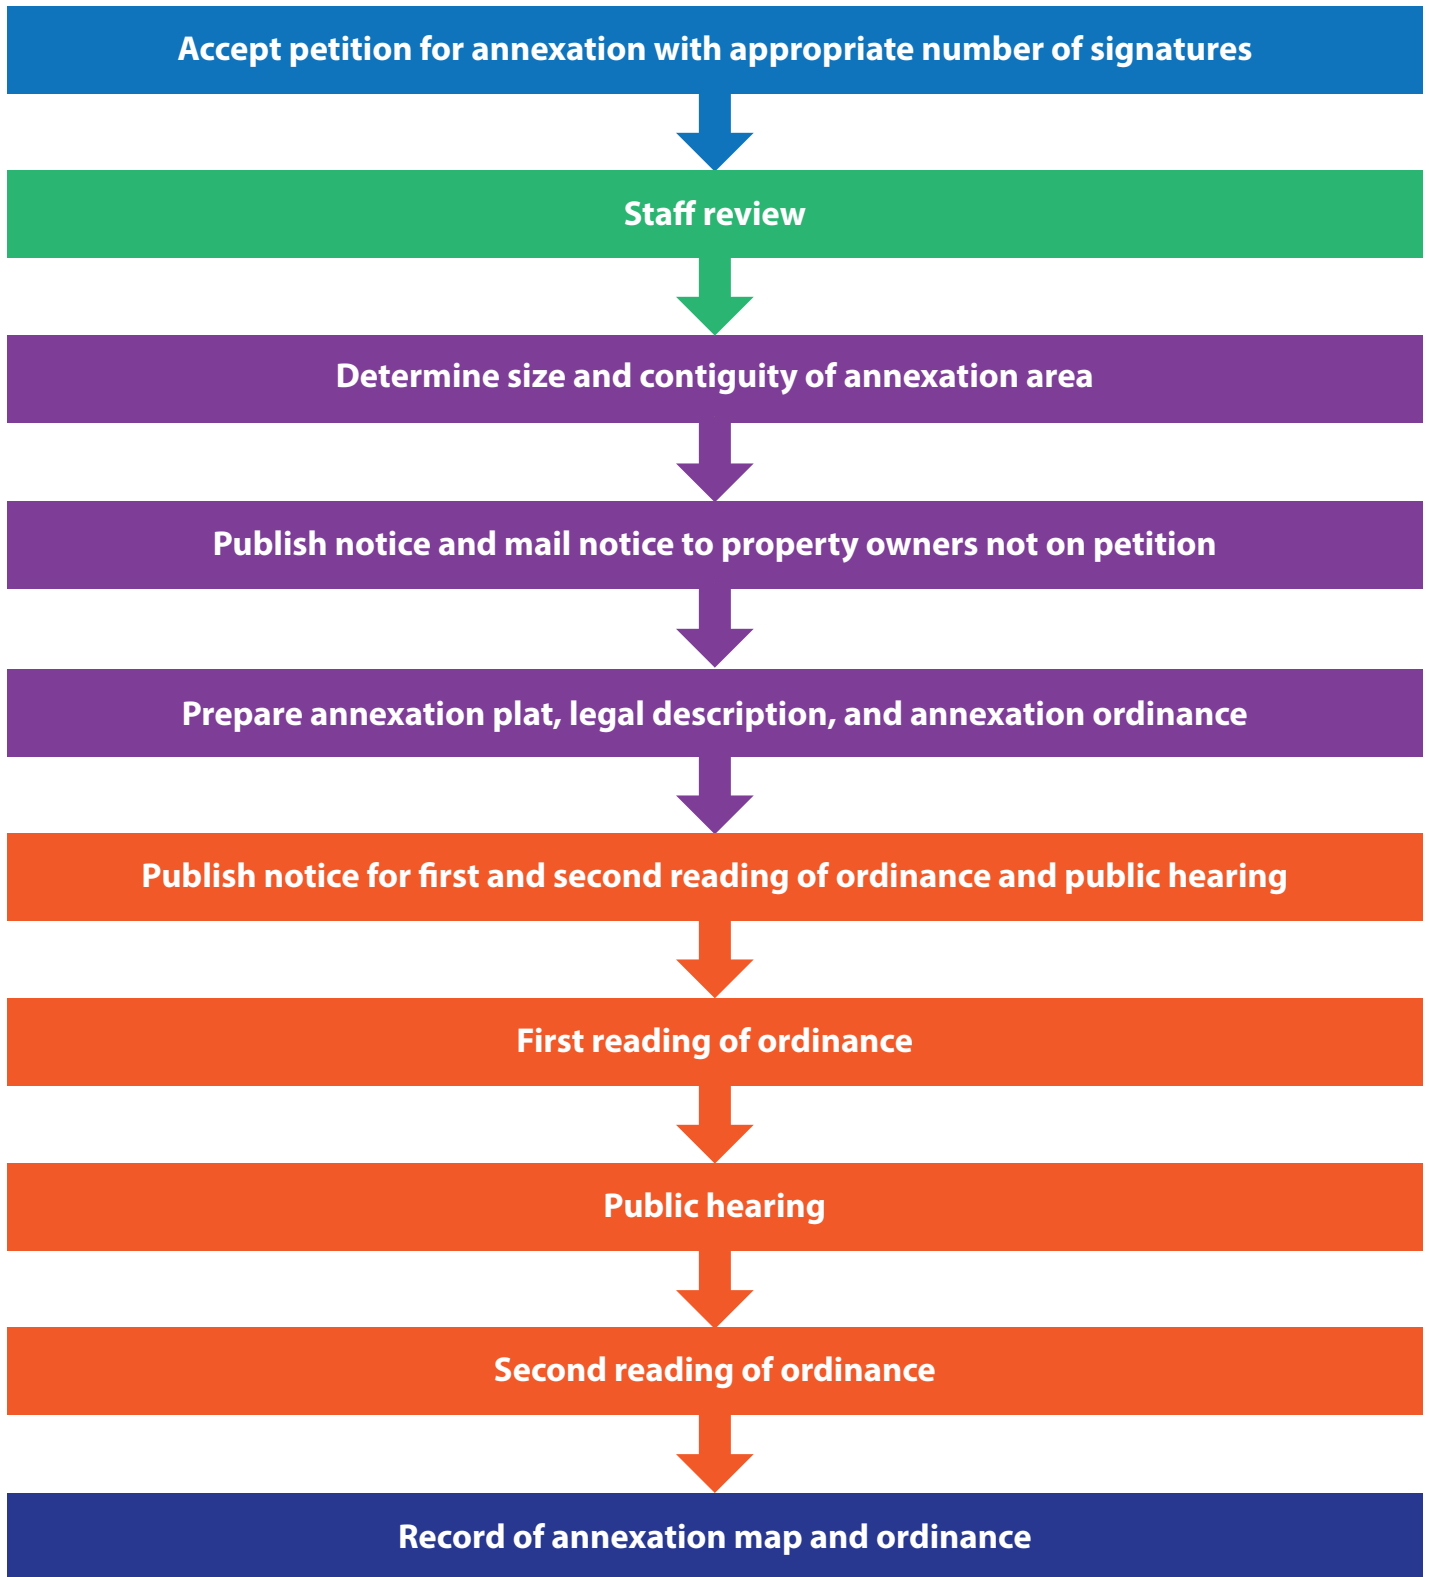 Accept petition for annexation with appropriate number of signatures
Staff review
Determine size and contiguity of annexation area
Publish notice and mail notice to property owners not on petition
Prepare annexation plat, legal description, and annexation ordinance
Publish notice for first and second reading of ordinance and public hearing
First reading of ordinance
Public hearing
Second reading of ordinance
Record of annexation map and ordinance